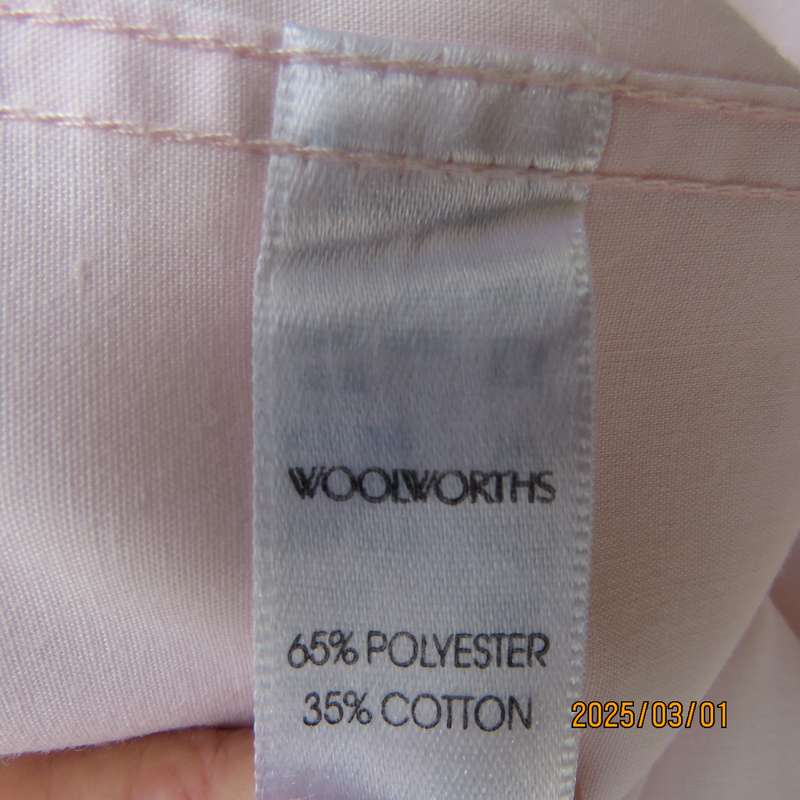 WOOLWORTHS
65% POLYESTER
35% COTTON
2025/03/01